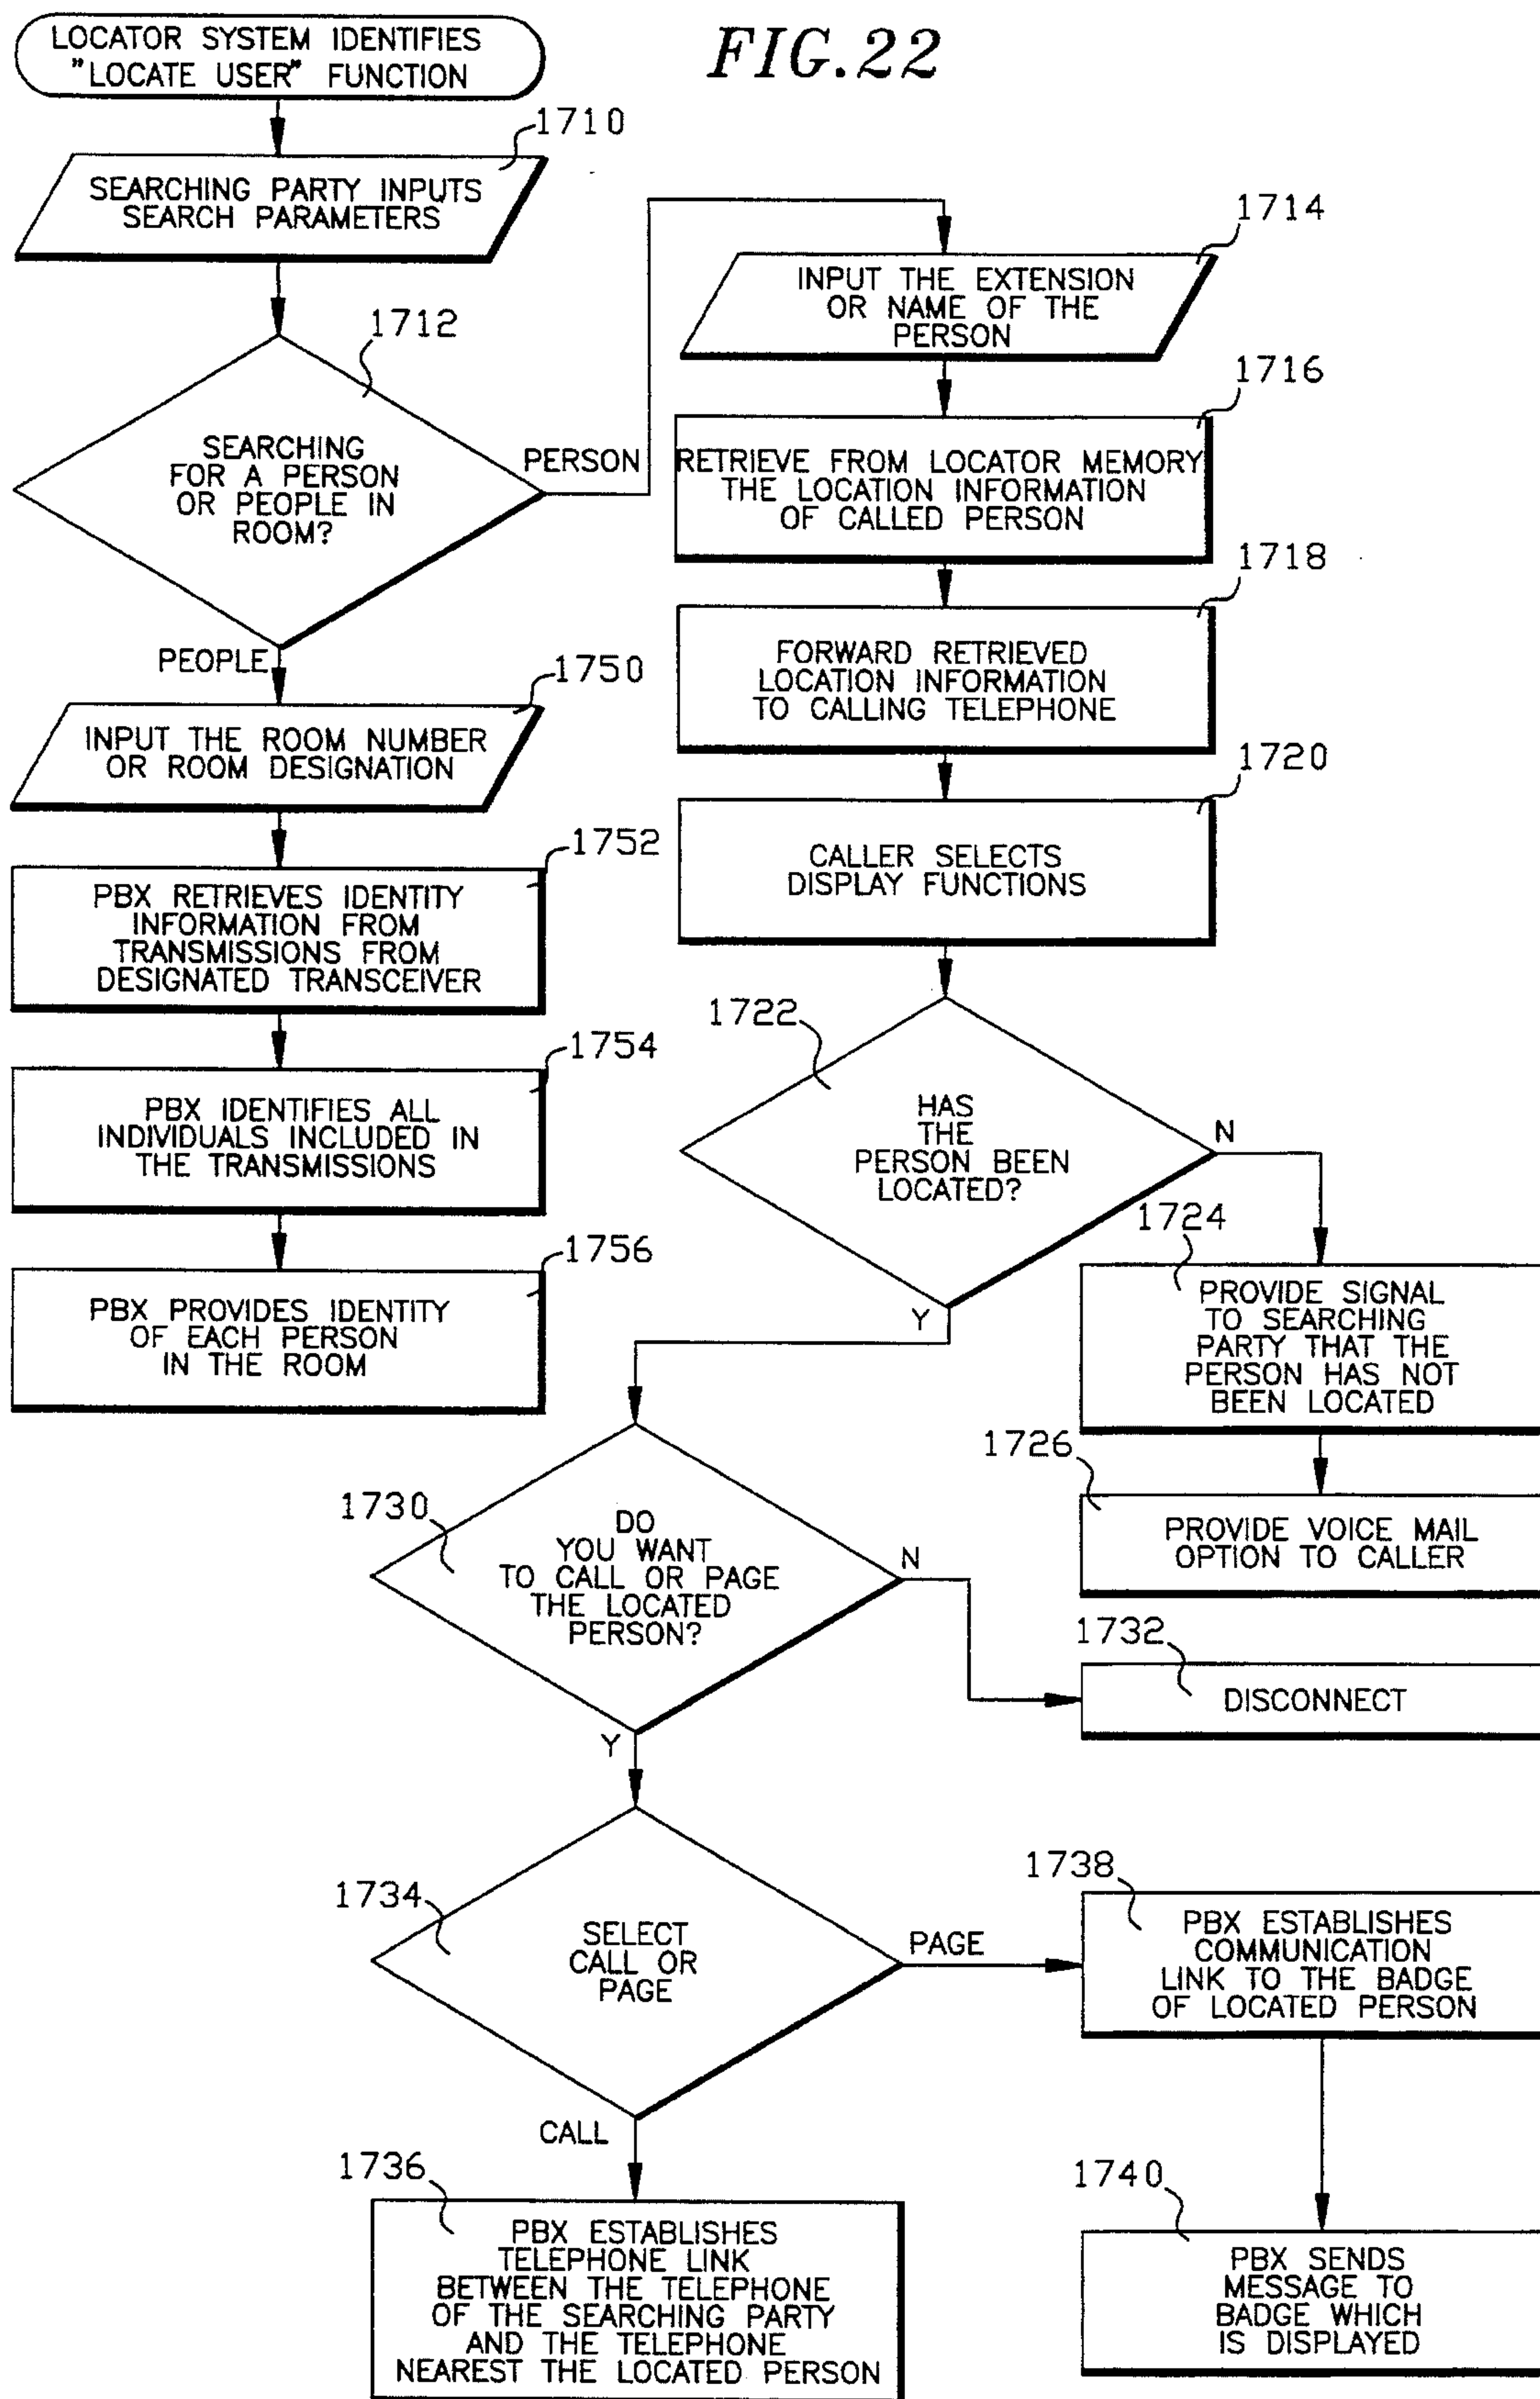 FIG.22
LOCATOR SYSTEM IDENTIFIES
"LOCATE USER" FUNCTION
1710
SEARCHING PARTY INPUTS
SEARCH PARAMETERS
1712
SEARCHING
FOR A PERSON
OR PEOPLE IN
ROOM?
PERSON
PEOPLE
1750
INPUT THE ROOM NUMBER
OR ROOM DESIGNATION
1752
PBX RETRIEVES IDENTITY
INFORMATION FROM
TRANSMISSIONS FROM
DESIGNATED TRANSCEIVER
1754
PBX IDENTIFIES ALL
INDIVIDUALS INCLUDED IN
THE TRANSMISSIONS
1756
PBX PROVIDES IDENTITY
OF EACH PERSON
IN THE ROOM
1714
INPUT THE EXTENSION
OR NAME OF THE
PERSON
1716
RETRIEVE FROM LOCATOR MEMORY
THE LOCATION INFORMATION
OF CALLED PERSON
1718
FORWARD RETRIEVED
LOCATION INFORMATION
TO CALLING TELEPHONE
1720
CALLER SELECTS
DISPLAY FUNCTIONS
1722
HAS
THE
PERSON BEEN
LOCATED?
N
Y
1724
PROVIDE SIGNAL
TO SEARCHING
PARTY THAT THE
PERSON HAS NOT
BEEN LOCATED
1726
PROVIDE VOICE MAIL
OPTION TO CALLER
1730
DO
YOU WANT
TO CALL OR PAGE
THE LOCATED
PERSON?
N
Y
1732
DISCONNECT
1734
SELECT
CALL OR
PAGE
PAGE
CALL
1738
PBX ESTABLISHES
COMMUNICATION
LINK TO THE BADGE
OF LOCATED PERSON
1736
PBX ESTABLISHES
TELEPHONE LINK
BETWEEN THE TELEPHONE
OF THE SEARCHING PARTY
AND THE TELEPHONE
NEAREST THE LOCATED PERSON
1740
PBX SENDS
MESSAGE TO
BADGE WHICH
IS DISPLAYED